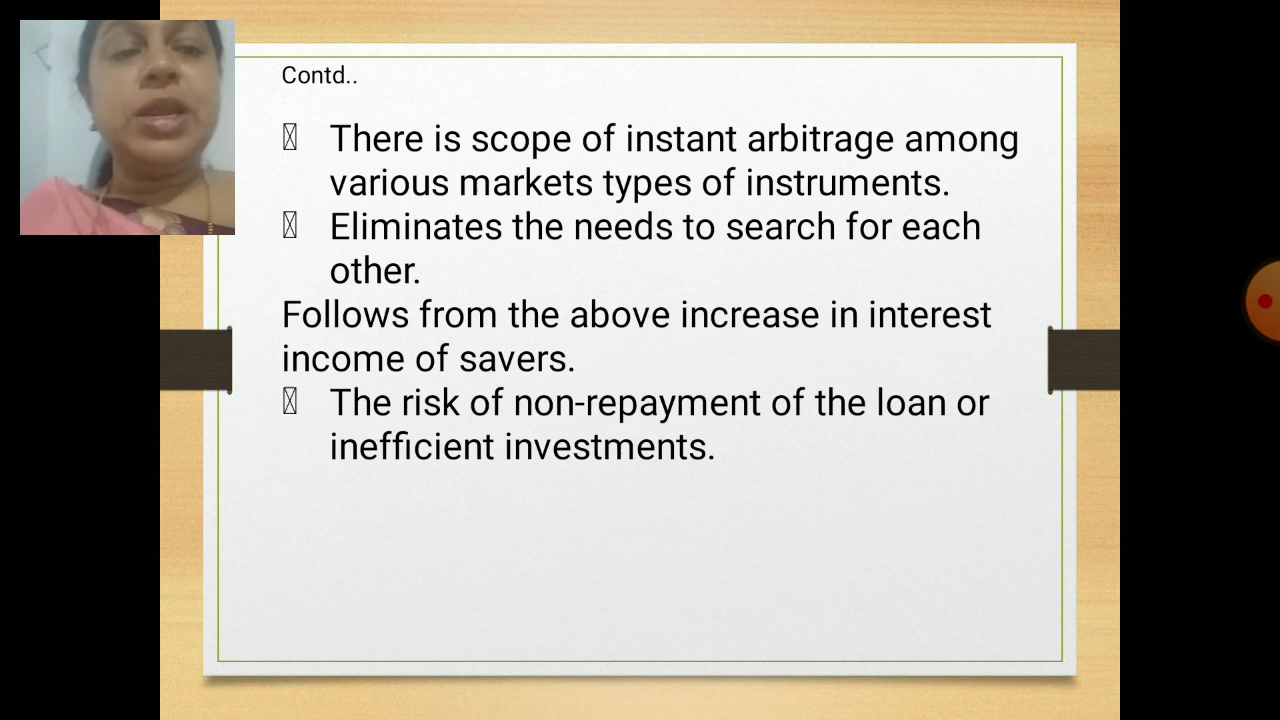 Contd..
There is scope of instant arbitrage among
various markets types of instruments.
Eliminates the needs to search for each
other.
Follows from the above increase in interest
income of savers.
The risk of non-repayment of the loan or
inefficient investments.